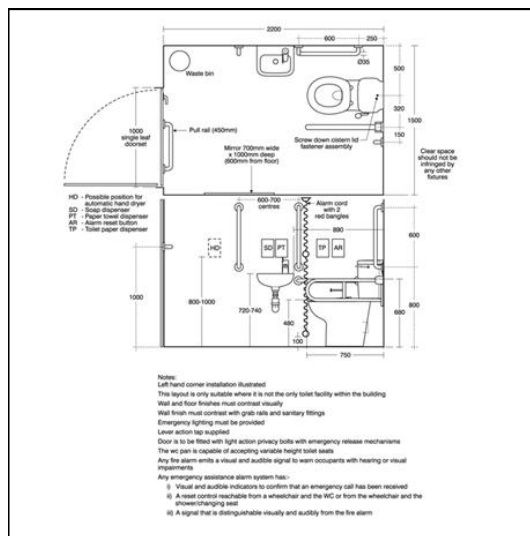 2200
600
250
Ø35
Waste bin
500
320
150
1500
1000
single leaf
doorset
Pull rail (450mm)
Screw down cistern lid
fastener assembly
Mirror 700mm wide
x 1000mm deep
(600mm from floor)
Clear space
should not be
infringed by
any other
fixtures
HD - Possible position for
automatic hand dryer
SD - Soap dispenser
PT - Paper towel dispenser
AR - Alarm reset button
TP - Toilet paper dispenser
600-700
centres
Alarm cord
with 2
red bangles
890
HD
SD
PT
TP
AR
600
1000
800-1000
720-740
480
100
680
800
750
Notes:
Left hand corner installation illustrated
This layout is only suitable where it is not the only toilet facility within the building
Wall and floor finishes must contrast visually
Wall finish must contrast with grab rails and sanitary fittings
Emergency lighting must be provided
Lever action tap supplied
Door is to be fitted with light action privacy bolts with emergency release mechanisms
The wc pan is capable of accepting variable height toilet seats
Any fire alarm emits a visual and audible signal to warn occupants with hearing or visual
impairments
Any emergency assistance alarm system has:-
i) Visual and audible indicators to confirm that an emergency call has been received
ii) A reset control reachable from a wheelchair and the WC or from the wheelchair and the
shower/changing seat
iii) A signal that is distinguishable visually and audibly from the fire alarm